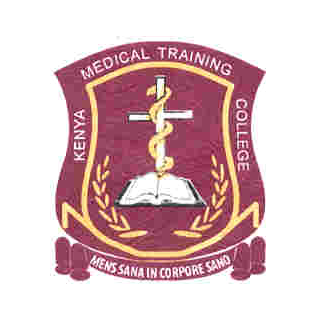 KENYA MEDICAL TRAINING COLLEGE
MENS SANA IN CORPORE SANO